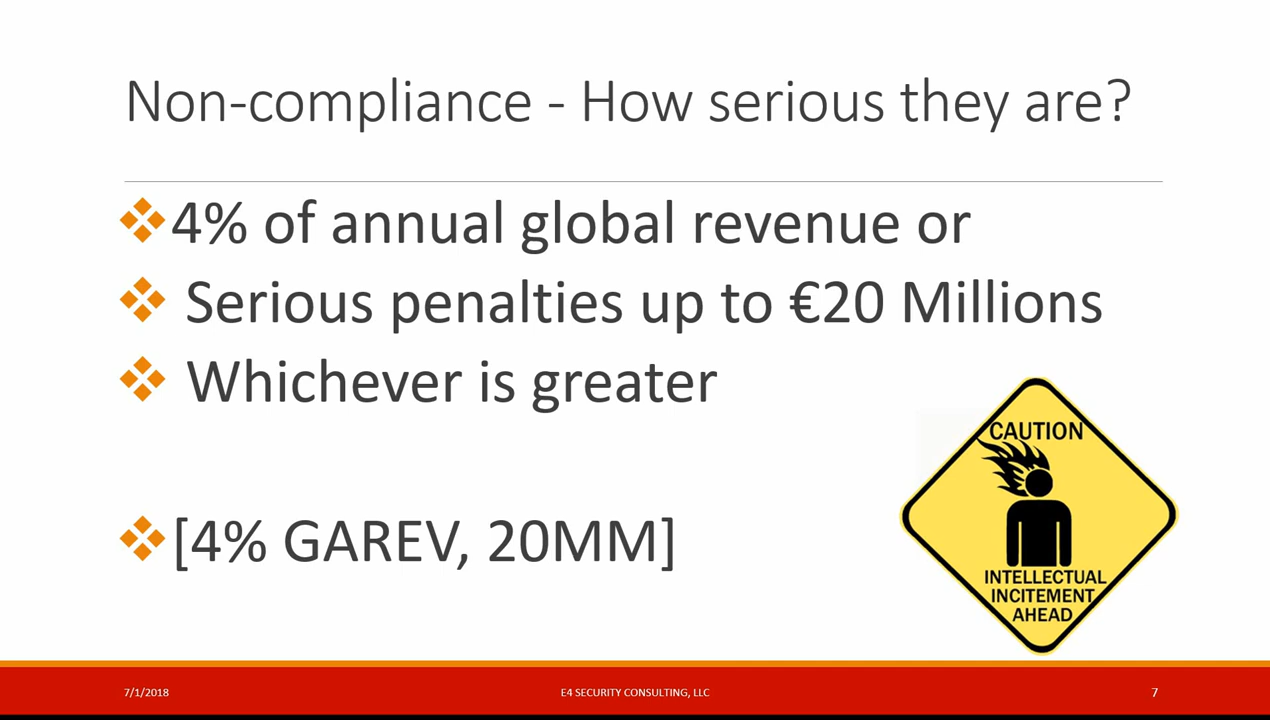 Non-compliance - How serious they are?
4% of annual global revenue or
Serious penalties up to €20 Millions
Whichever is greater
[4% GAREV, 20MM]
CAUTION
INTELLECTUAL
INCITEMENT
AHEAD
7/1/2018
E4 SECURITY CONSULTING, LLC
7